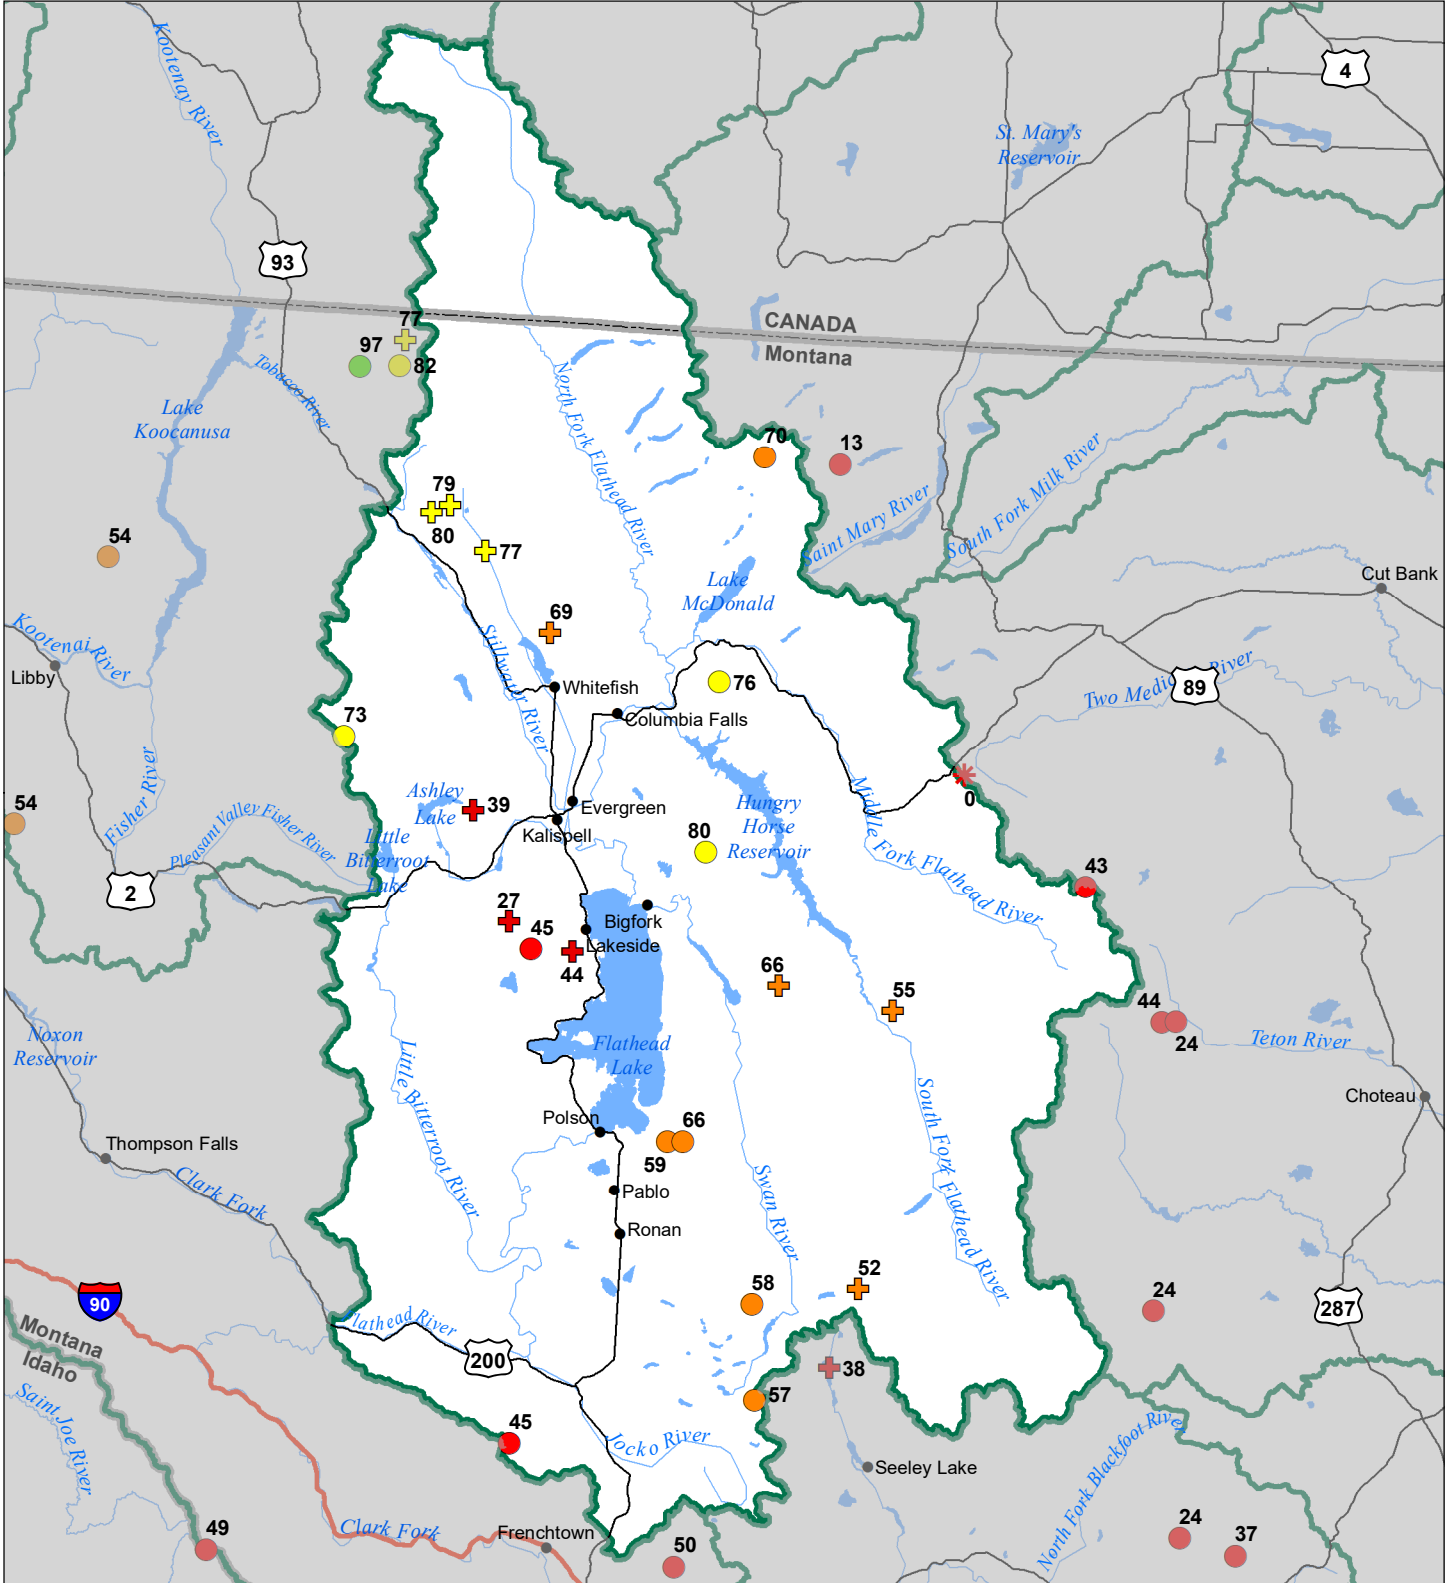 Kootenay River
4
St. Mary's
Reservoir
93
CANADA
Montana
77
97
82
Tobacco River
Lake
Koocanusa
North Fork Flathead River
70
13
79
80
77
54
Saint Mary River
South Fork Milk River
Cut Bank
Lake
McDonald
69
Kootenai River
Libby
Stillwater River
Whitefish
76
Columbia Falls
Two Medic River
89
73
Fisher River
Ashley
Lake
39
Evergreen
Kalispell
Hungry
Horse
Reservoir
0
54
Pleasant Valley Fisher River
Little
Bitterroot
Lake
80
Middle Fork Flathead River
43
2
27
45
44
Bigfork
Lakeside
66
55
44
24
Teton River
Noxon
Reservoir
Flathead
Lake
Little Bitterroot River
Choteau
Polson
66
59
Thompson Falls
Clark Fork
Pablo
Ronan
Swan River
South Fork Flathead River
90
58
52
24
287
Montana
Idaho
Flathead River
200
38
57
Saint Joe River
45
Jocko River
Seeley Lake
North Fork Blackfoot River
49
Clark Fork
Frenchtown
50
24
37